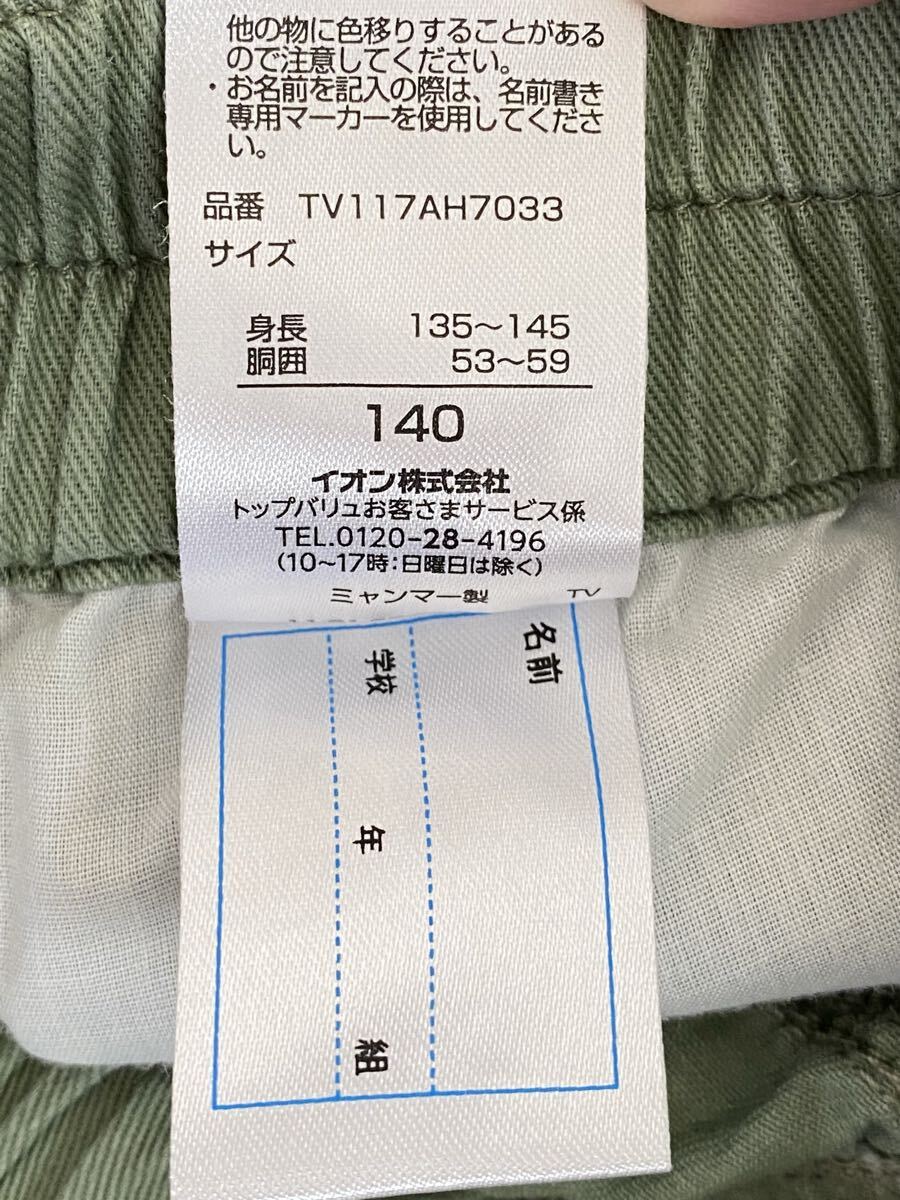 他の物に色移りすることがある
ので注意してください。
・お名前を記入の際は、名前書き
専用マーカーを使用してくださ
い。
品番 TV117AH7033
サイズ
身長 135～145
胴囲 53～59
140
イオン株式会社
トップバリュお客さまサービス係
TEL.0120-28-4196
(10～17時：日曜日は除く)
ミャンマー製 TV
名前
学校 年 組